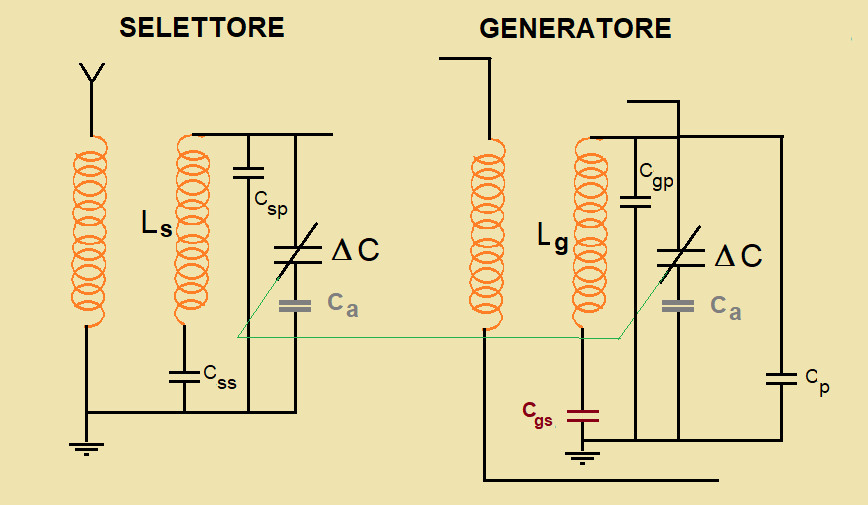 SELETTORE
GENERATORE
Ls
Csp
ΔC
Ca
Css
Lg
Cgp
ΔC
Ca
Cgs
Cp